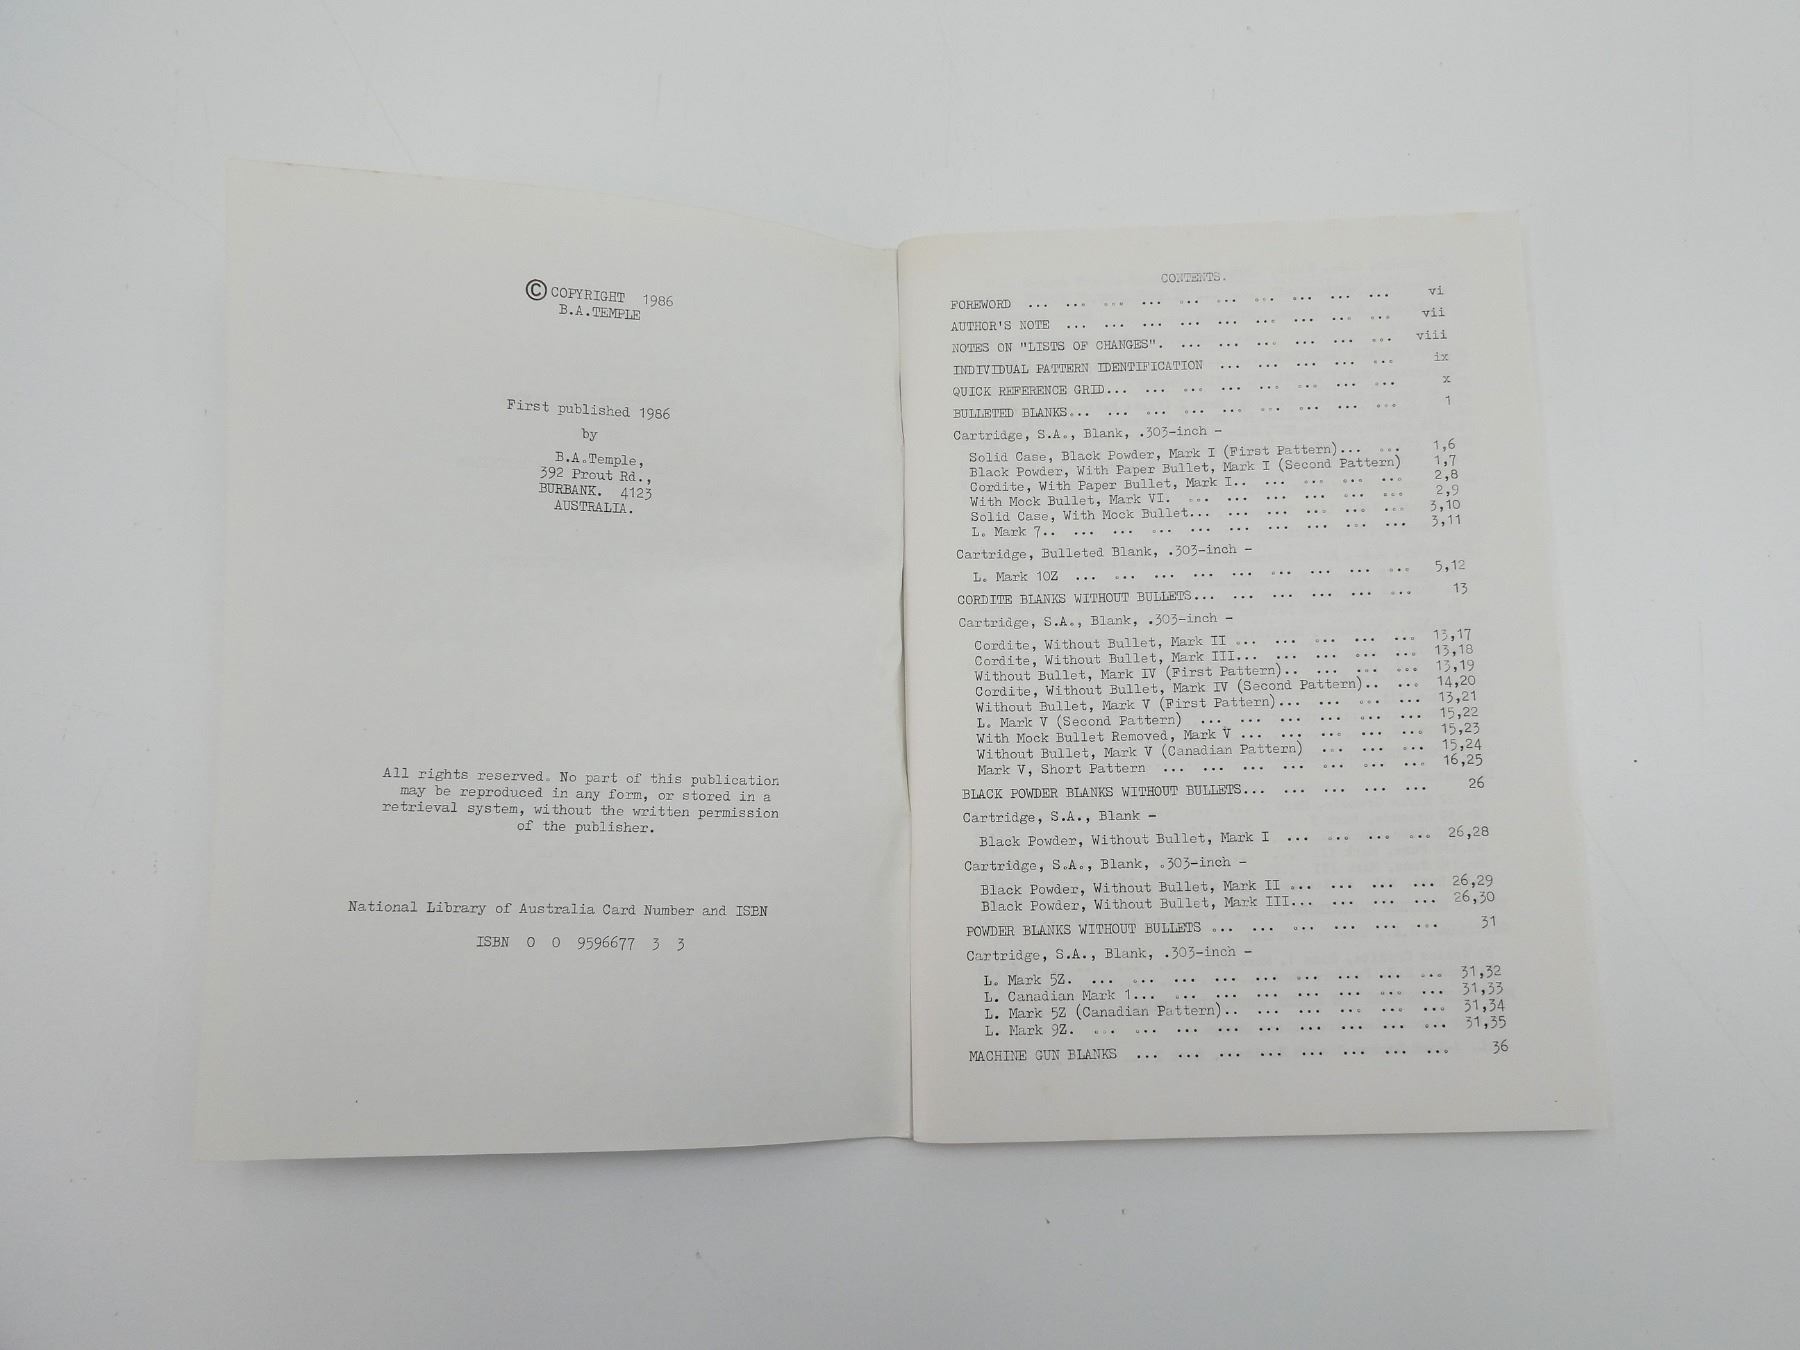 © COPYRIGHT 1986
B.A.TEMPLE
First published 1986
by
B.A.Temple,
392 Prout Rd.,
BURBANK. 4123
AUSTRALIA.
All rights reserved. No part of this publication
may be reproduced in any form, or stored in a
retrieval system, without the written permission
of the publisher.
National Library of Australia Card Number and ISBN
ISBN 0 0 9596677 3 3
CONTENTS.
FOREWORD ... ... ... ... ... ... ... ... ... ... vi
AUTHOR'S NOTE ... ... ... ... ... ... ... ... ... vii
NOTES ON "LISTS OF CHANGES". ... ... ... ... ... ... viii
INDIVIDUAL PATTERN IDENTIFICATION ... ... ... ... ... ix
QUICK REFERENCE GRID... ... ... ... ... ... ... ... x
BULLETED BLANKS... ... ... ... ... ... ... ... ... 1
Cartridge, S.A., Blank, .303-inch -
Solid Case, Black Powder, Mark I (First Pattern)... ... 1,6
Black Powder, With Paper Bullet, Mark I (Second Pattern) 1,7
Cordite, With Paper Bullet, Mark I.. ... ... ... ... 2,8
With Mock Bullet, Mark VI. ... ... ... ... ... ... 2,9
Solid Case, With Mock Bullet... ... ... ... ... ... 3,10
L. Mark 7.. ... ... ... ... ... ... ... ... ... 3,11
Cartridge, Bulleted Blank, .303-inch -
L. Mark 10Z ... ... ... ... ... ... ... ... ... 5,12
CORDITE BLANKS WITHOUT BULLETS... ... ... ... ... ... 13
Cartridge, S.A., Blank, .303-inch -
Cordite, Without Bullet, Mark II ... ... ... ... ... 13,17
Cordite, Without Bullet, Mark III... ... ... ... ... 13,18
Without Bullet, Mark IV (First Pattern).. ... ... ... 13,19
Cordite, Without Bullet, Mark IV (Second Pattern).. ... 14,20
Without Bullet, Mark V (First Pattern)... ... ... ... 13,21
L. Mark V (Second Pattern) ... ... ... ... ... ... 15,22
With Mock Bullet Removed, Mark V ... ... ... ... ... 15,23
Without Bullet, Mark V (Canadian Pattern) ... ... ... 15,24
Mark V, Short Pattern ... ... ... ... ... ... ... 16,25
BLACK POWDER BLANKS WITHOUT BULLETS... ... ... ... ... 26
Cartridge, S.A., Blank -
Black Powder, Without Bullet, Mark I ... ... ... ... 26,28
Cartridge, S.A., Blank, .303-inch -
Black Powder, Without Bullet, Mark II ... ... ... ... 26,29
Black Powder, Without Bullet, Mark III... ... ... ... 26,30
POWDER BLANKS WITHOUT BULLETS ... ... ... ... ... ... 31
Cartridge, S.A., Blank, .303-inch -
L. Mark 5Z. ... ... ... ... ... ... ... ... ... 31,32
L. Canadian Mark 1... ... ... ... ... ... ... ... 31,33
L. Mark 5Z (Canadian Pattern).. ... ... ... ... ... 31,34
L. Mark 9Z. ... ... ... ... ... ... ... ... ... 31,35
MACHINE GUN BLANKS ... ... ... ... ... ... ... ... 36